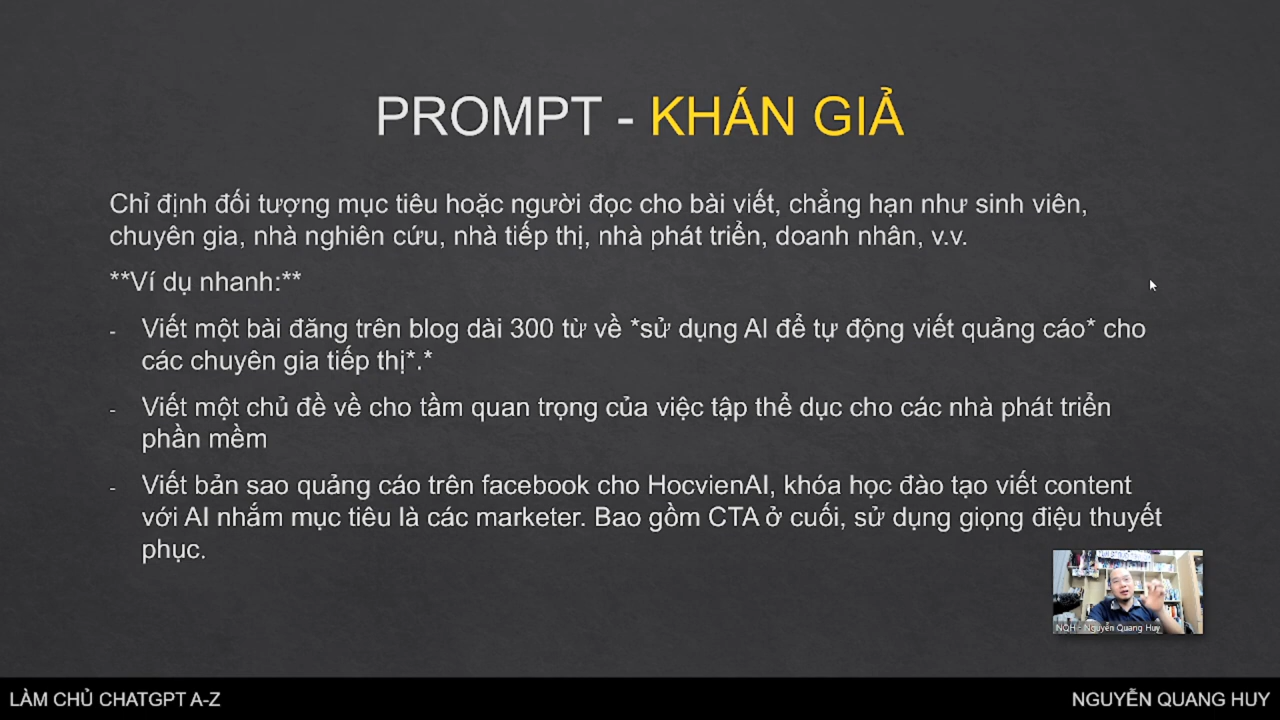 PROMPT - KHÁN GIẢ
Chỉ định đối tượng mục tiêu hoặc người đọc cho bài viết, chẳng hạn như sinh viên,
chuyên gia, nhà nghiên cứu, nhà tiếp thị, nhà phát triển, doanh nhân, v.v.
**Ví dụ nhanh:**
- Viết một bài đăng trên blog dài 300 từ về *sử dụng AI để tự động viết quảng cáo* cho
các chuyên gia tiếp thị*.*
- Viết một chủ đề về cho tầm quan trọng của việc tập thể dục cho các nhà phát triển
phần mềm
- Viết bản sao quảng cáo trên facebook cho HocvienAI, khóa học đào tạo viết content
với AI nhắm mục tiêu là các marketer. Bao gồm CTA ở cuối, sử dụng giọng điệu thuyết
phục.
NQH - Nguyễn Quang Huy
LÀM CHỦ CHATGPT A-Z
NGUYỄN QUANG HUY